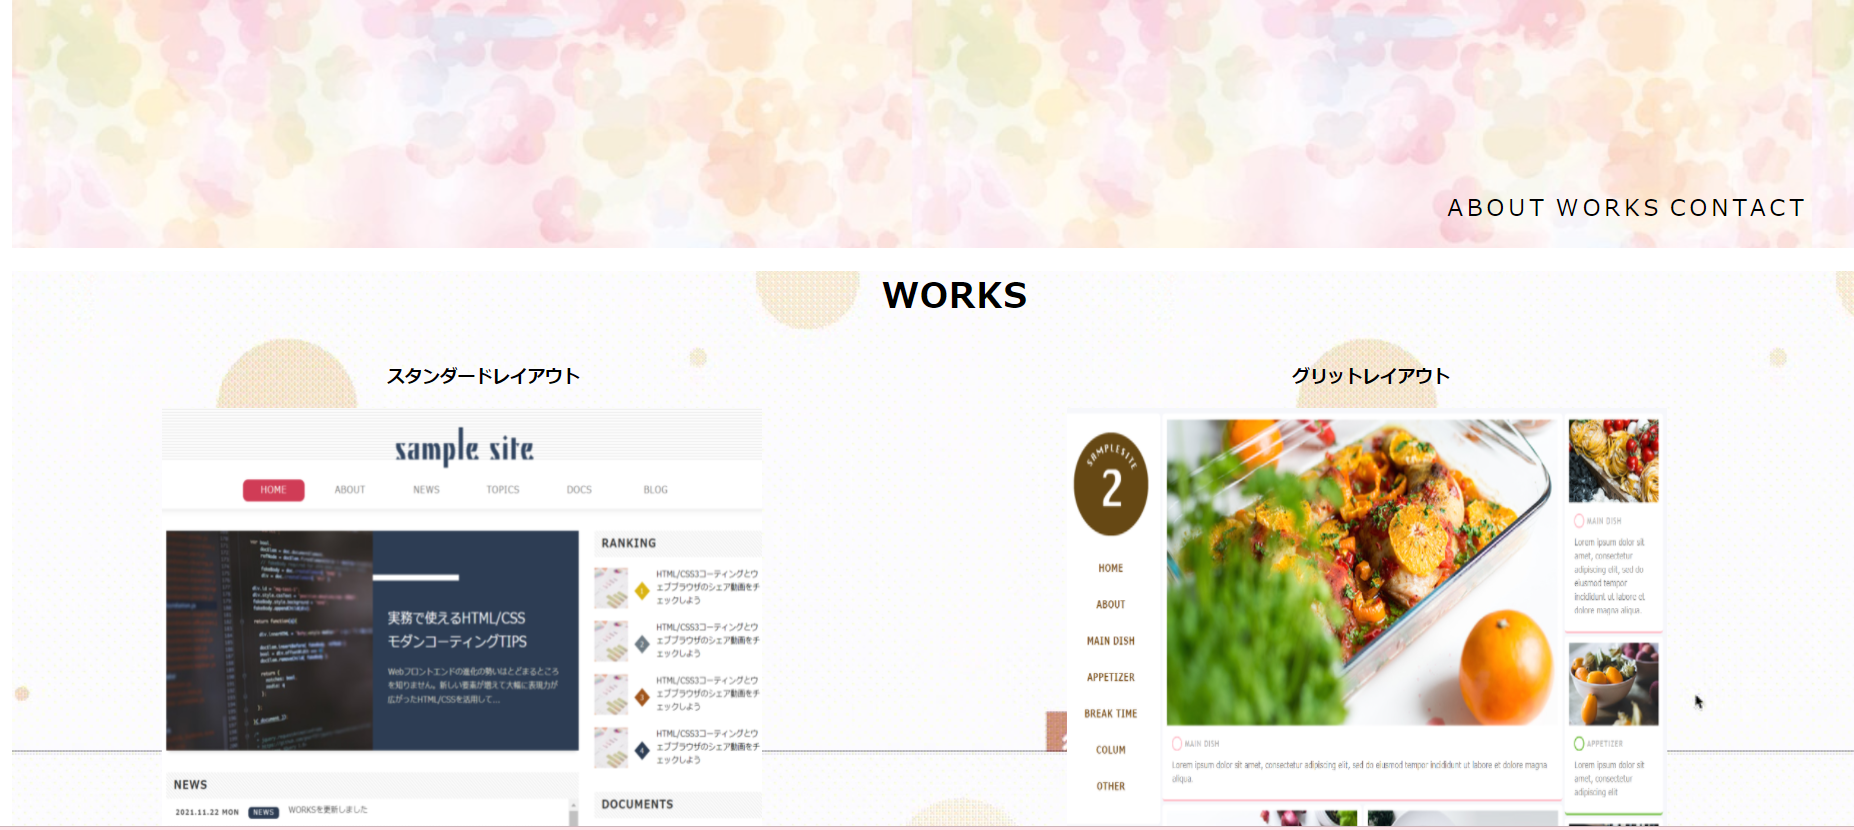 ABOUT WORKS CONTACT
WORKS
スタンダードレイアウト
sample site
HOME ABOUT NEWS TOPICS DOCS BLOG
実務で使えるHTML/CSS
モダンコーティングTIPS
Webフロントエンドの進化の勢いはとどまるところ
を知りません。新しい要素が増えて大幅に表現力が
広がったHTML/CSSを活用して...
RANKING
1
HTML/CSS3コーティングとウ
ェブブラウザのシェア動画をチ
ェックしよう
2
HTML/CSS3コーティングとウ
ェブブラウザのシェア動画をチ
ェックしよう
3
HTML/CSS3コーティングとウ
ェブブラウザのシェア動画をチ
ェックしよう
4
HTML/CSS3コーティングとウ
ェブブラウザのシェア動画をチ
ェックしよう
NEWS
2021.11.22 MON NEWS WORKSを更新しました
DOCUMENTS
グリットレイアウト
SAMPLESITE
2
HOME
ABOUT
MAIN DISH
APPETIZER
BREAK TIME
COLUM
OTHER
MAIN DISH
Lorem ipsum dolor sit amet, consectetur adipiscing elit, sed do eiusmod tempor incididunt ut labore et dolore magna
aliqua.
MAIN DISH
Lorem ipsum dolor sit
amet, consectetur
adipiscing elit, sed do
eiusmod tempor
incididunt ut labore et
dolore magna aliqua.
APPETIZER
Lorem ipsum dolor sit
amet, consectetur
adipiscing elit